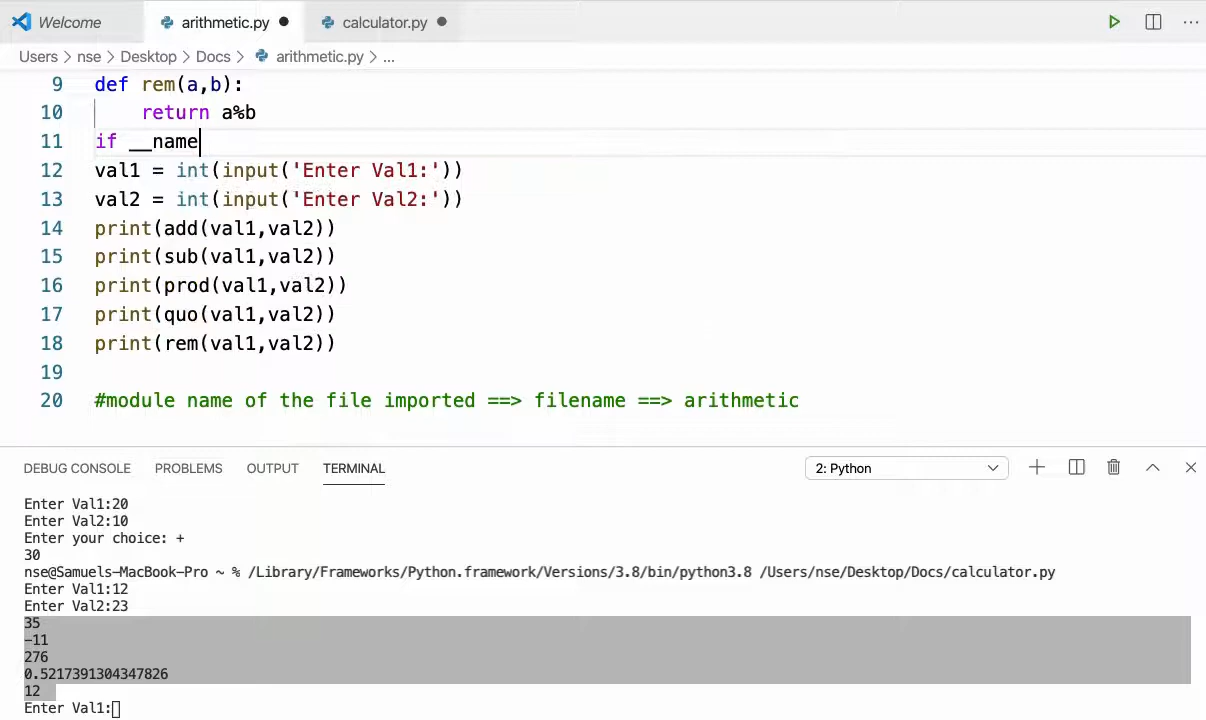 Welcome arithmetic.py calculator.py
Users > nse > Desktop > Docs > arithmetic.py > ...
9 def rem(a,b):
10 return a%b
11 if __name
12 val1 = int(input('Enter Val1:'))
13 val2 = int(input('Enter Val2:'))
14 print(add(val1,val2))
15 print(sub(val1,val2))
16 print(prod(val1,val2))
17 print(quo(val1,val2))
18 print(rem(val1,val2))
19
20 #module name of the file imported ==> filename ==> arithmetic
DEBUG CONSOLE PROBLEMS OUTPUT TERMINAL 2: Python
Enter Val1:20
Enter Val2:10
Enter your choice: +
30
nse@Samuels-MacBook-Pro ~ % /Library/Frameworks/Python.framework/Versions/3.8/bin/python3.8 /Users/nse/Desktop/Docs/calculator.py
Enter Val1:12
Enter Val2:23
35
-11
276
0.5217391304347826
12
Enter Val1: